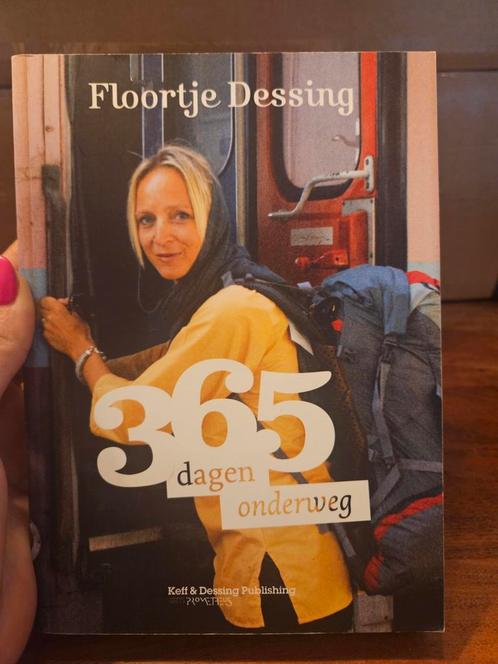 Floortje Dessing
365
dagen
onderweg
Keff & Dessing Publishing